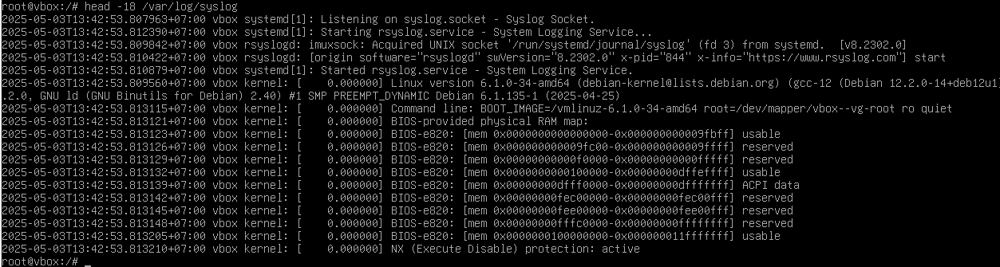 root@vbox:/# head -18 /var/log/syslog
2025-05-03T13:42:53.807963+07:00 vbox systemd[1]: Listening on syslog.socket - Syslog Socket.
2025-05-03T13:42:53.812390+07:00 vbox systemd[1]: Starting rsyslog.service - System Logging Service...
2025-05-03T13:42:53.809842+07:00 vbox rsyslogd: imuxsock: Acquired UNIX socket '/run/systemd/journal/syslog' (fd 3) from systemd.  [v8.2302.0]
2025-05-03T13:42:53.810422+07:00 vbox rsyslogd: [origin software="rsyslogd" swVersion="8.2302.0" x-pid="844" x-info="https://www.rsyslog.com"] start
2025-05-03T13:42:53.810879+07:00 vbox systemd[1]: Started rsyslog.service - System Logging Service.
2025-05-03T13:42:53.809560+07:00 vbox kernel: [    0.000000] Linux version 6.1.0-34-amd64 (debian-kernel@lists.debian.org) (gcc-12 (Debian 12.2.0-14+deb12u1)
.2.0, GNU ld (GNU Binutils for Debian) 2.40) #1 SMP PREEMPT_DYNAMIC Debian 6.1.135-1 (2025-04-25)
2025-05-03T13:42:53.813115+07:00 vbox kernel: [    0.000000] Command line: BOOT_IMAGE=/vmlinuz-6.1.0-34-amd64 root=/dev/mapper/vbox--vg-root ro quiet
2025-05-03T13:42:53.813121+07:00 vbox kernel: [    0.000000] BIOS-provided physical RAM map:
2025-05-03T13:42:53.813123+07:00 vbox kernel: [    0.000000] BIOS-e820: [mem 0x0000000000000000-0x000000000009fbff] usable
2025-05-03T13:42:53.813126+07:00 vbox kernel: [    0.000000] BIOS-e820: [mem 0x000000000009fc00-0x000000000009ffff] reserved
2025-05-03T13:42:53.813129+07:00 vbox kernel: [    0.000000] BIOS-e820: [mem 0x00000000000f0000-0x00000000000fffff] reserved
2025-05-03T13:42:53.813132+07:00 vbox kernel: [    0.000000] BIOS-e820: [mem 0x0000000000100000-0x00000000dffeffff] usable
2025-05-03T13:42:53.813139+07:00 vbox kernel: [    0.000000] BIOS-e820: [mem 0x00000000dfff0000-0x00000000dfffffff] ACPI data
2025-05-03T13:42:53.813142+07:00 vbox kernel: [    0.000000] BIOS-e820: [mem 0x00000000fec00000-0x00000000fec00fff] reserved
2025-05-03T13:42:53.813145+07:00 vbox kernel: [    0.000000] BIOS-e820: [mem 0x00000000fee00000-0x00000000fee00fff] reserved
2025-05-03T13:42:53.813148+07:00 vbox kernel: [    0.000000] BIOS-e820: [mem 0x00000000fffc0000-0x00000000ffffffff] reserved
2025-05-03T13:42:53.813205+07:00 vbox kernel: [    0.000000] BIOS-e820: [mem 0x0000000100000000-0x000000011fffffff] usable
2025-05-03T13:42:53.813210+07:00 vbox kernel: [    0.000000] NX (Execute Disable) protection: active
root@vbox:/# _